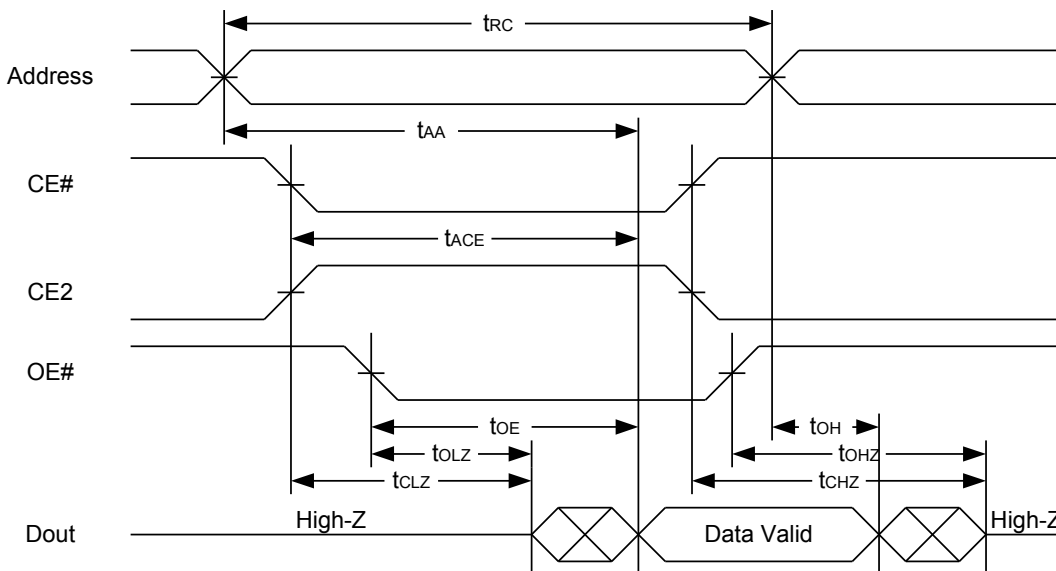 tRC
Address
tAA
CE#
tACE
CE2
OE#
tOE
tOH
tOLZ
tOHZ
tCLZ
tCHZ
High-Z
Dout
Data Valid
High-Z